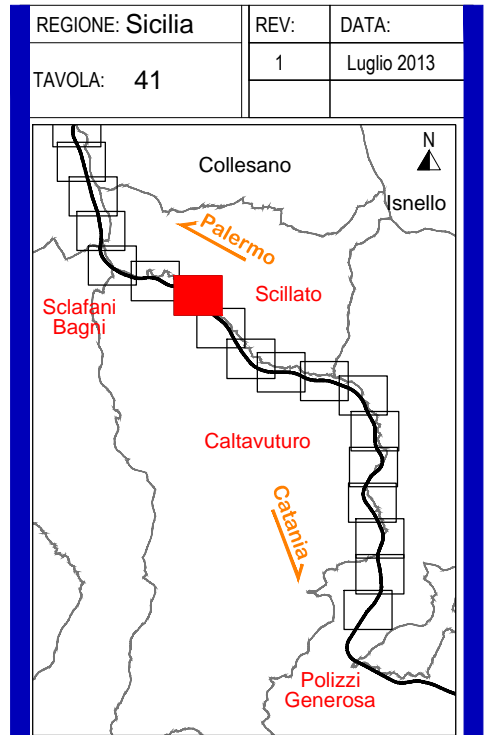 REGIONE: Sicilia
REV:
DATA:
TAVOLA: 41
1
Luglio 2013
N
Collesano
Isnello
Palermo
Sclafani
Bagni
Scillato
Caltavuturo
Catania
Polizzi
Generosa